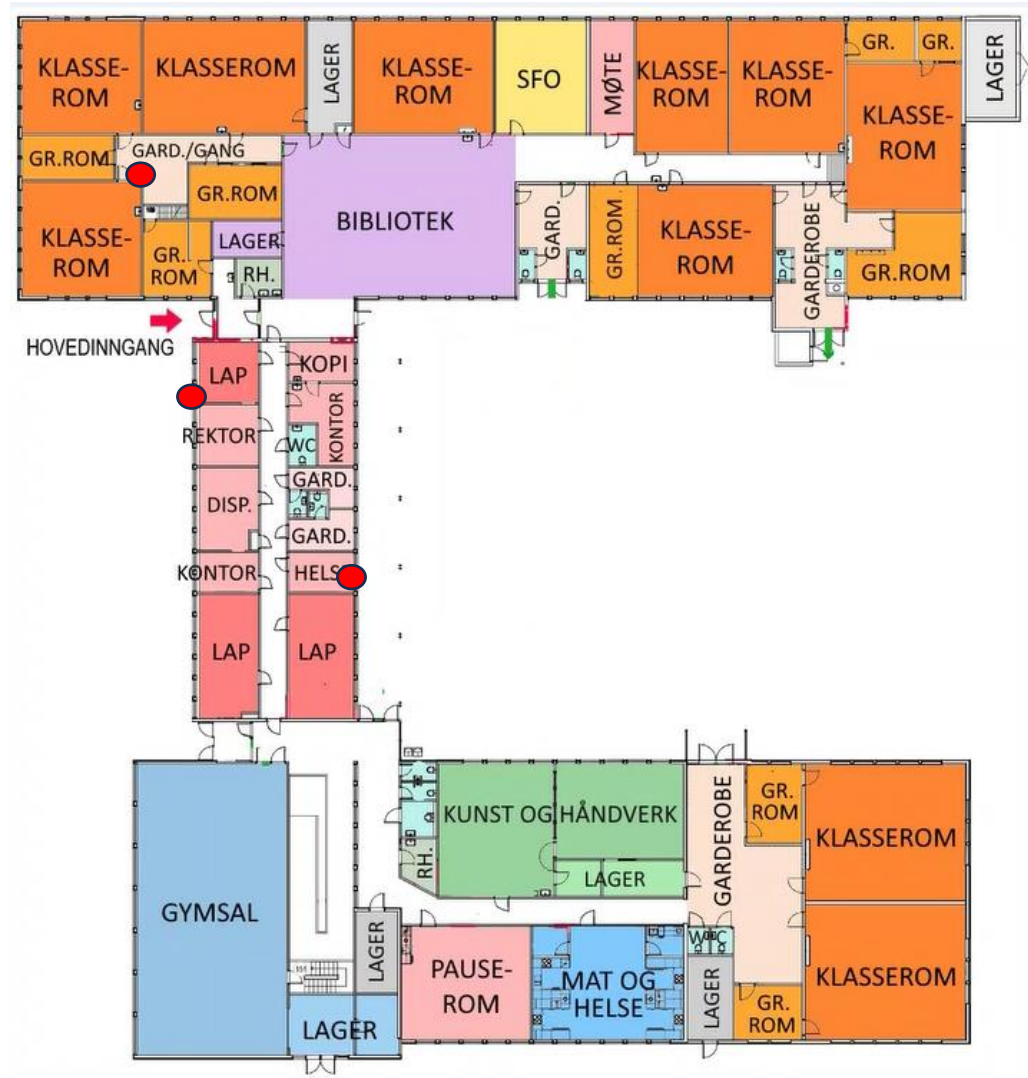 KLASSE-
ROM
KLASSEROM
LAGER
KLASSE-
ROM
SFO
MØTE
KLASSE-
ROM
KLASSE-
ROM
GR.
GR.
LAGER
KLASSE-
ROM
GR.ROM
GARD./GANG
GR.ROM
KLASSE-
ROM
GR.
ROM
LAGER
RH.
BIBLIOTEK
GARD.
GR.ROM
KLASSE-
ROM
GARDEROBE
GR.ROM
HOVEDINNGANG
LAP
KOPI
REKTOR
KONTOR
WC
GARD.
DISP.
GARD.
KONTOR
HELS
LAP
LAP
GYMSAL
KUNST OG HÅNDVERK
RH.
LAGER
GARDEROBE
GR.
ROM
KLASSEROM
LAGER
PAUSE-
ROM
MAT OG
HELSE
WC
LAGER
GR.
ROM
KLASSEROM
LAGER